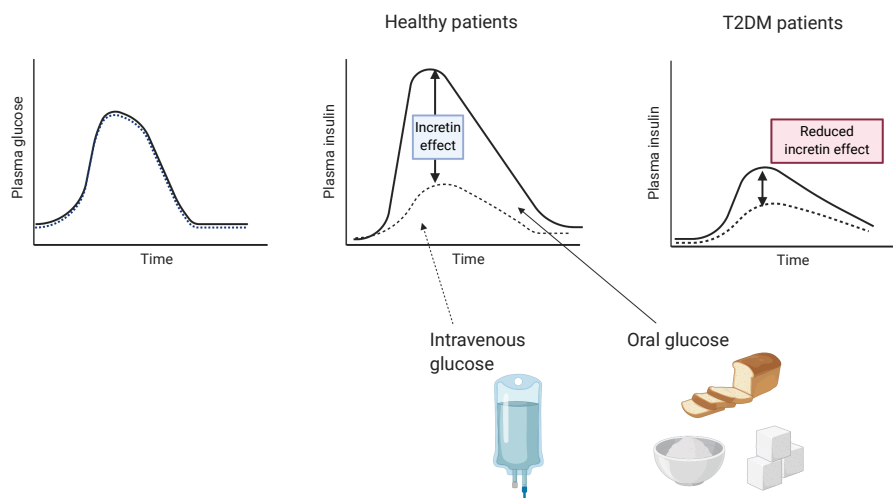 Healthy patients
T2DM patients
Plasma glucose
Time
Plasma insulin
Incretin
effect
Time
Plasma insulin
Reduced
incretin effect
Time
Intravenous
glucose
Oral glucose